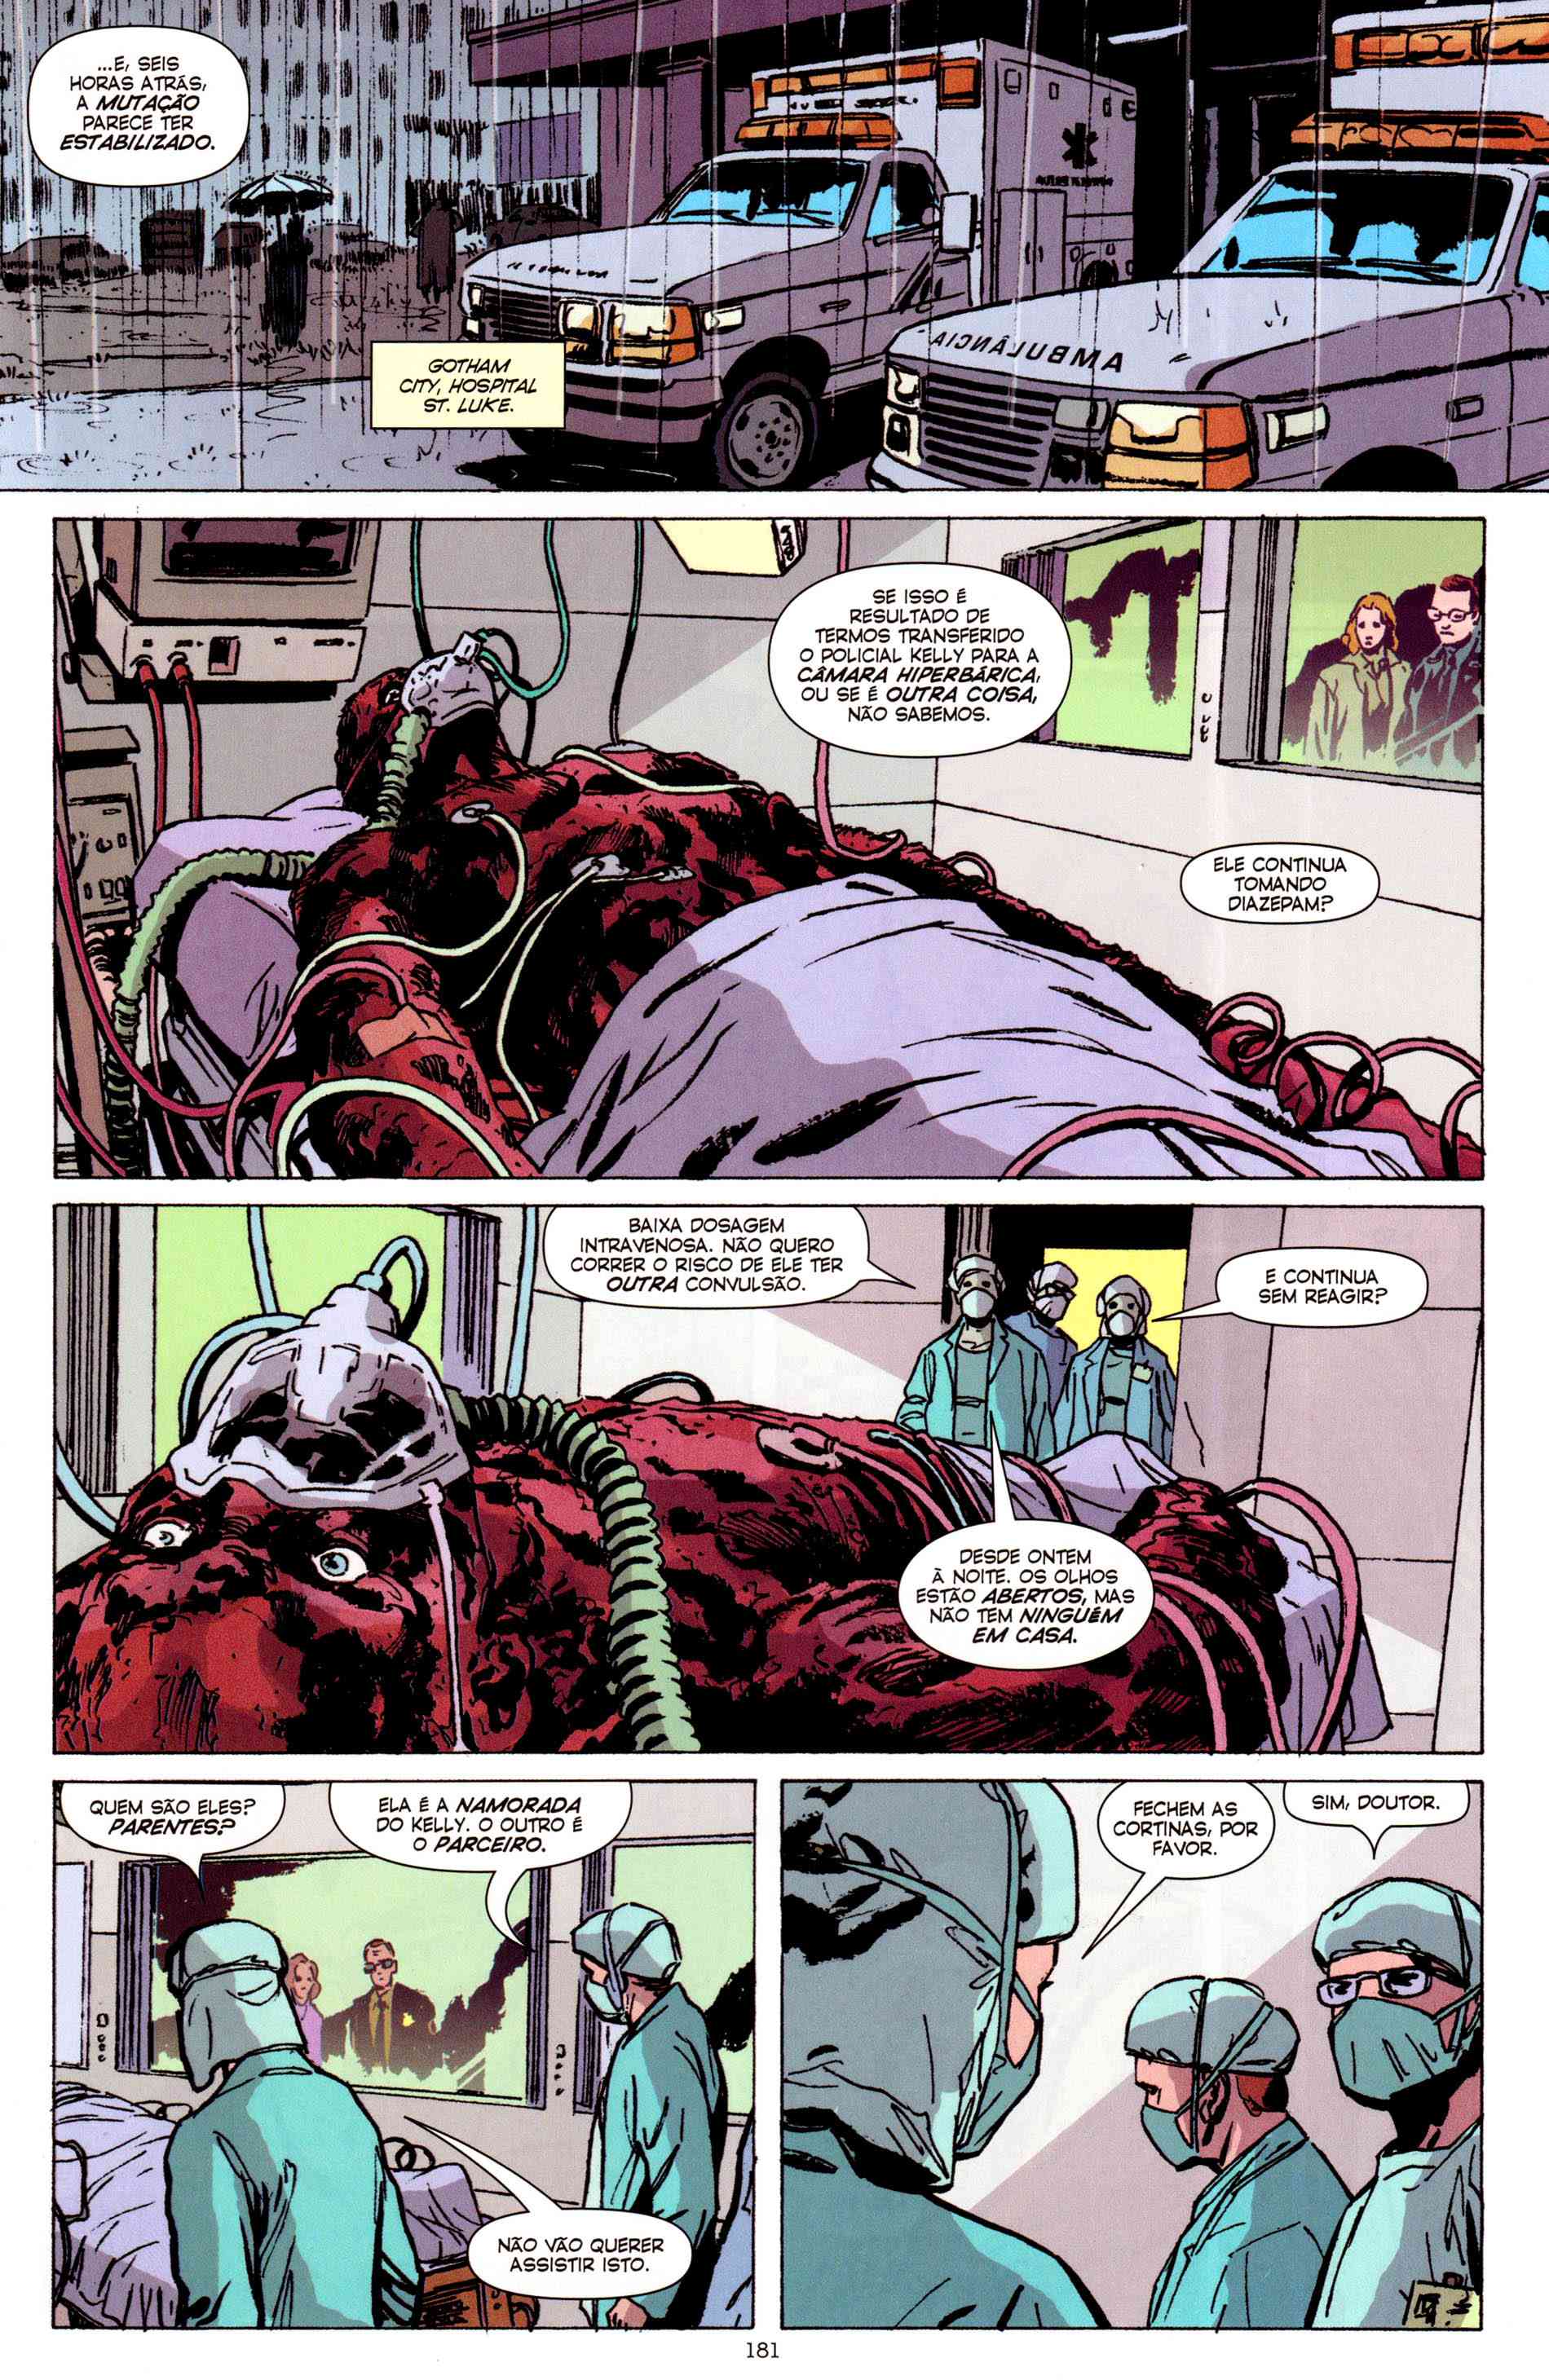 ...E, SEIS
HORAS ATRÁS,
A MUTAÇÃO
PARECE TER
ESTABILIZADO.
AMBULÂNCIA
GOTHAM
CITY, HOSPITAL
ST. LUKE.
SE ISSO É
RESULTADO DE
TERMOS TRANSFERIDO
O POLICIAL KELLY PARA A
CÂMARA HIPERBÁRICA,
OU SE É OUTRA COISA,
NÃO SABEMOS.
ELE CONTINUA
TOMANDO
DIAZEPAM?
BAIXA DOSAGEM
INTRAVENOSA. NÃO QUERO
CORRER O RISCO DE ELE TER
OUTRA CONVULSÃO.
E CONTINUA
SEM REAGIR?
DESDE ONTEM
À NOITE. OS OLHOS
ESTÃO ABERTOS, MAS
NÃO TEM NINGUÉM
EM CASA.
QUEM SÃO ELES?
PARENTES?
ELA É A NAMORADA
DO KELLY. O OUTRO É
O PARCEIRO.
NÃO VÃO QUERER
ASSISTIR ISTO.
FECHEM AS
CORTINAS, POR
FAVOR.
SIM, DOUTOR.
181